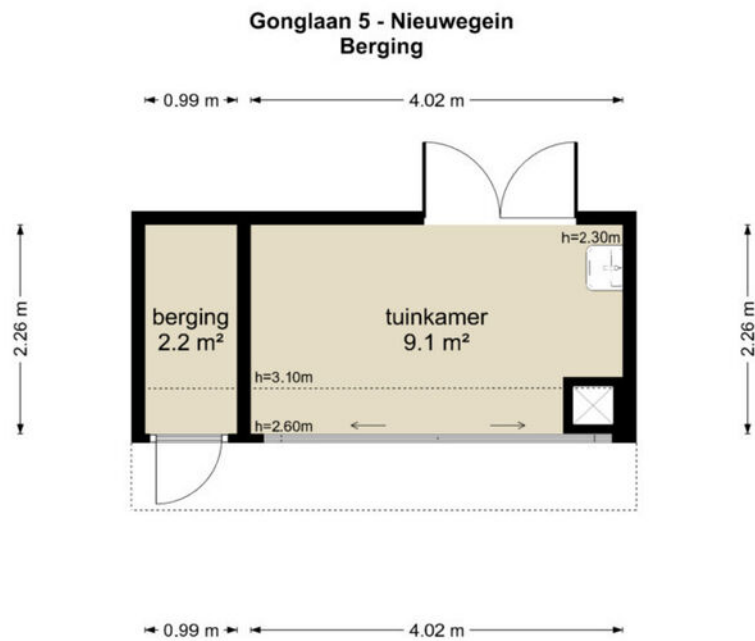 Gonglaan 5 - Nieuwegein
Berging
0.99 m
4.02 m
h=2.30m
2.26 m
berging
2.2 m²
tuinkamer
9.1 m²
2.26 m
h=3.10m
h=2.60m
0.99 m
4.02 m